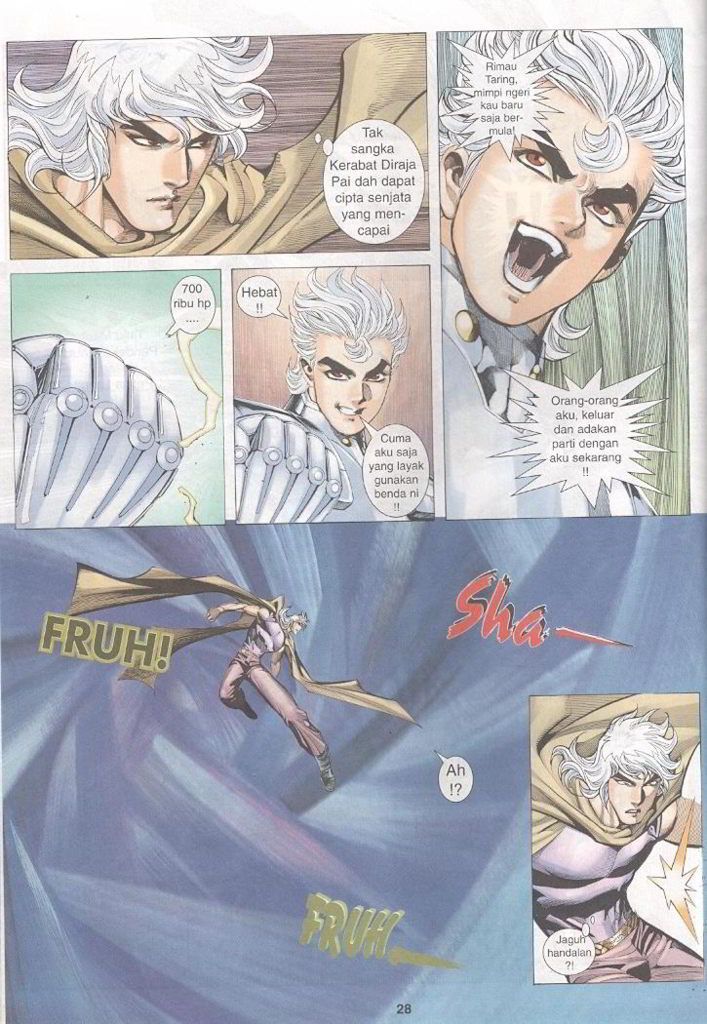 Tak
sangka
Kerabat Diraja
Pai dah dapat
cipta senjata
yang men-
capai
Rimau
Taring,
mimpi ngeri
kau baru
saja ber-
mula!
700
ribu hp
....
Hebat
!!
Cuma
aku saja
yang layak
gunakan
benda ni
!!
Orang-orang
aku, keluar
dan adakan
parti dengan
aku sekarang
!!
FRUH!
Sha
Ah
!?
FRUH
Jaguh
handalan
?!
28